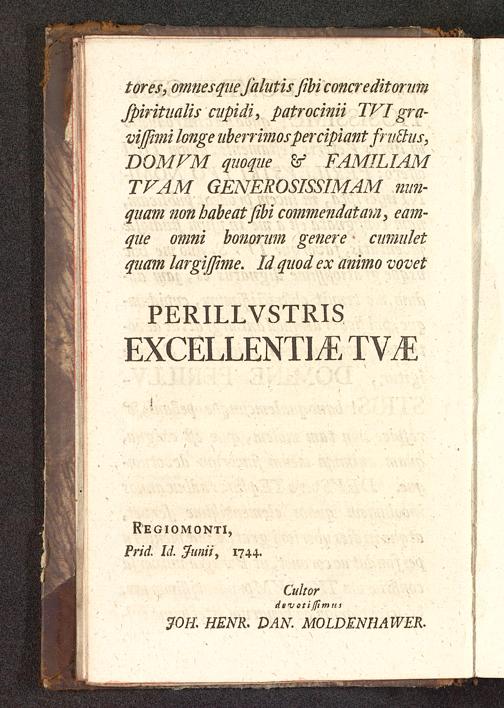 tores, omnesque ſalutis ſibi concreditorum
ſpiritualis cupidi, patrocinii TVI gra-
viſſimi longe uberrimos percipiant fructus,
DOMVM quoque & FAMILIAM
TVAM GENEROSISSIMAM nun-
quam non habeat ſibi commendatam, eam-
que omni bonorum genere cumulet
quam largiſſime. Id quod ex animo vovet
PERILLVSTRIS
EXCELLENTIÆ TVÆ
REGIOMONTI,
Prid. Id. Junii, 1744.
Cultor
devotiſſimus
JOH. HENR. DAN. MOLDENHAWER.